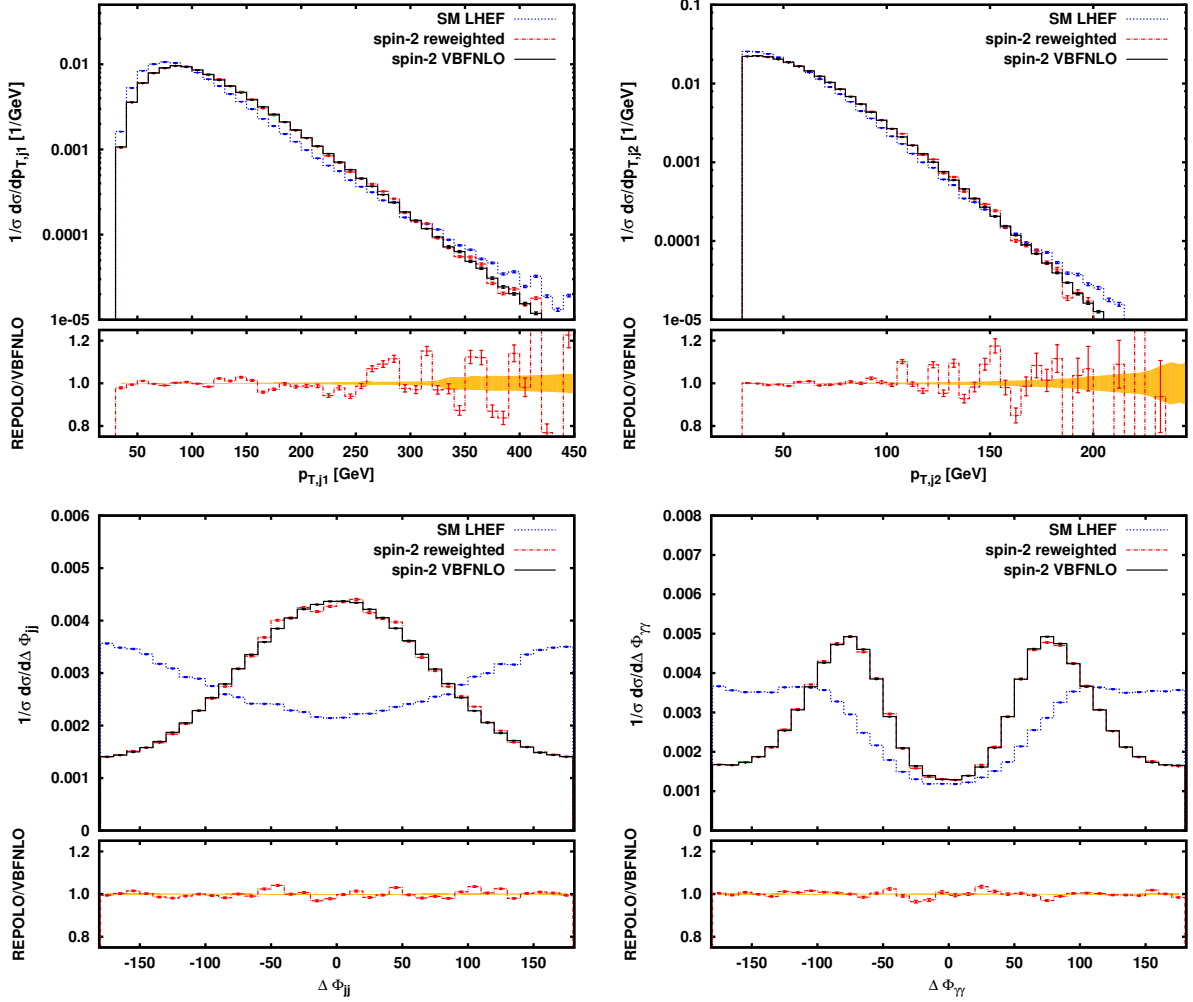 SM LHEF
spin-2 reweighted
spin-2 VBFNLO
1/σ dσ/dp_T,j1 [1/GeV]
0.01
0.001
0.0001
1e-05
REPOLO/VBFNLO
1.2
1.0
0.8
50 100 150 200 250 300 350 400 450
p_T,j1 [GeV]
SM LHEF
spin-2 reweighted
spin-2 VBFNLO
1/σ dσ/dp_T,j2 [1/GeV]
0.1
0.01
0.001
0.0001
1e-05
REPOLO/VBFNLO
1.2
1.0
0.8
50 100 150 200
p_T,j2 [GeV]
SM LHEF
spin-2 reweighted
spin-2 VBFNLO
1/σ dσ/dΔ Φ_jj
0.006
0.005
0.004
0.003
0.002
0.001
0
REPOLO/VBFNLO
1.2
1.0
0.8
-150 -100 -50 0 50 100 150
Δ Φ_jj
SM LHEF
spin-2 reweighted
spin-2 VBFNLO
1/σ dσ/dΔ Φ_γγ
0.008
0.007
0.006
0.005
0.004
0.003
0.002
0.001
0
REPOLO/VBFNLO
1.2
1.0
0.8
-150 -100 -50 0 50 100 150
Δ Φ_γγ